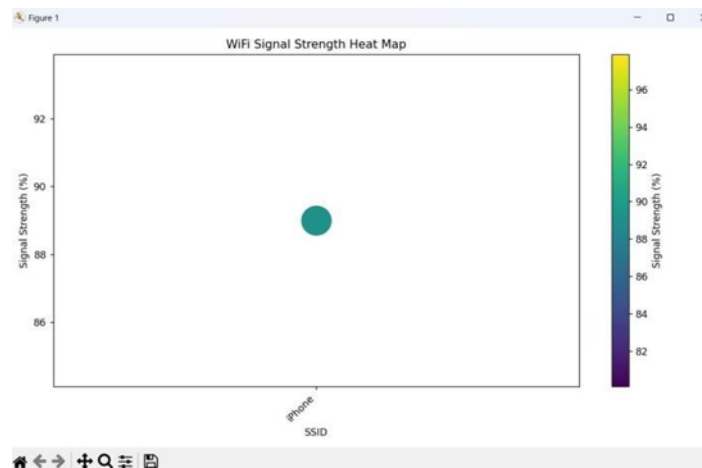 Figure 1
WiFi Signal Strength Heat Map
92
90
88
86
Signal Strength (%)
iPhone
SSID
96
94
92
90
88
86
84
82
Signal Strength (%)